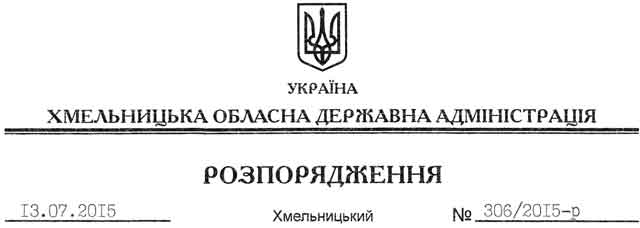 УКРАЇНА
ХМЕЛЬНИЦЬКА ОБЛАСНА ДЕРЖАВНА АДМІНІСТРАЦІЯ
РОЗПОРЯДЖЕННЯ
13.07.2015 Хмельницький № 306/2015-р